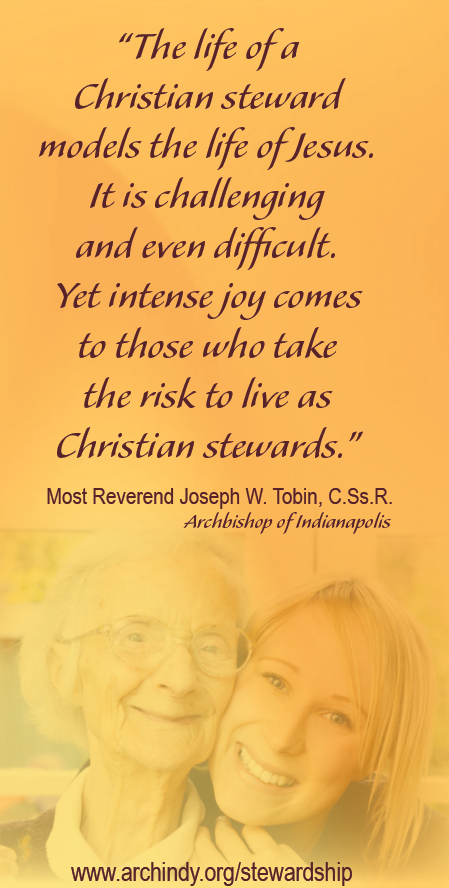 “The life of a
Christian steward
models the life of Jesus.
It is challenging
and even difficult.
Yet intense joy comes
to those who take
the risk to live as
Christian stewards.”
Most Reverend Joseph W. Tobin, C.Ss.R.
Archbishop of Indianapolis
www.archindy.org/stewardship